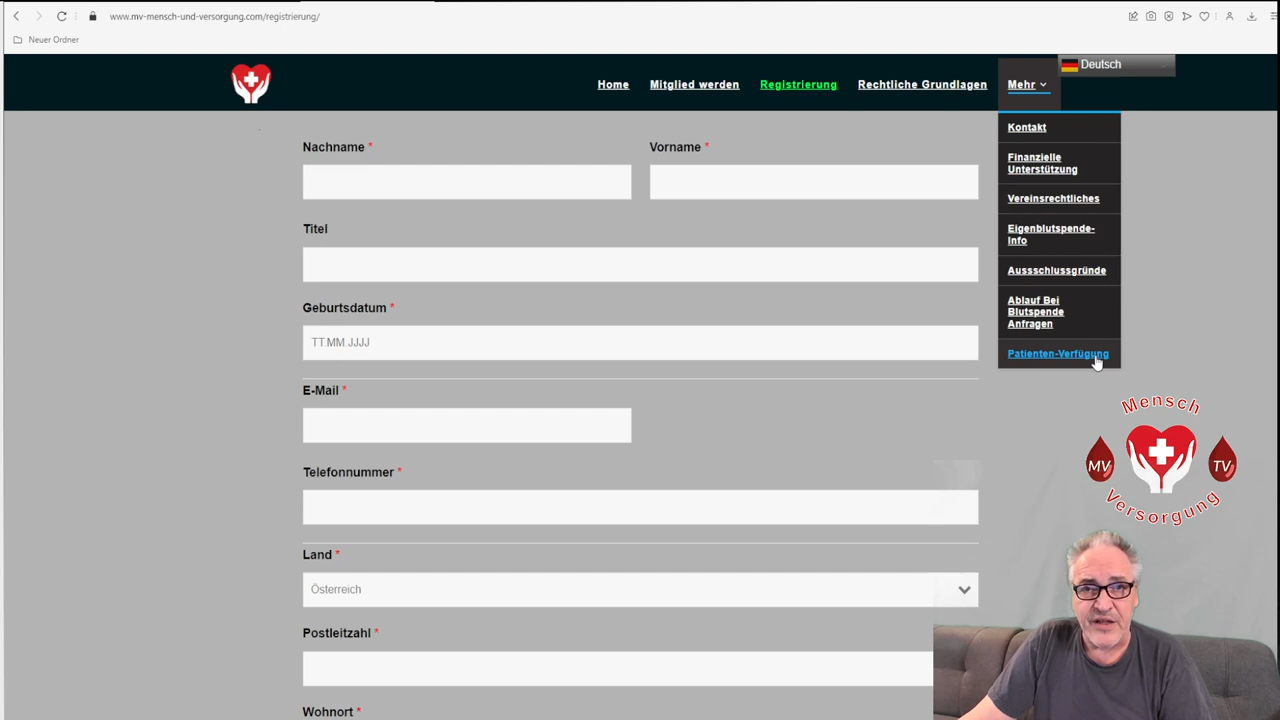 www.mv-mensch-und-versorgung.com/registrierung/
Neuer Ordner
Deutsch
Home
Mitglied werden
Registrierung
Rechtliche Grundlagen
Mehr
Kontakt
Finanzielle
Unterstützung
Vereinsrechtliches
Eigenblutspende-
Info
Aussschlussgründe
Ablauf Bei
Blutspende
Anfragen
Patienten-Verfügung
Nachname *
Vorname *
Titel
Geburtsdatum *
TT.MM.JJJJ
E-Mail *
Telefonnummer *
Land *
Österreich
Postleitzahl *
Wohnort *
Mensch
MV
TV
Versorgung